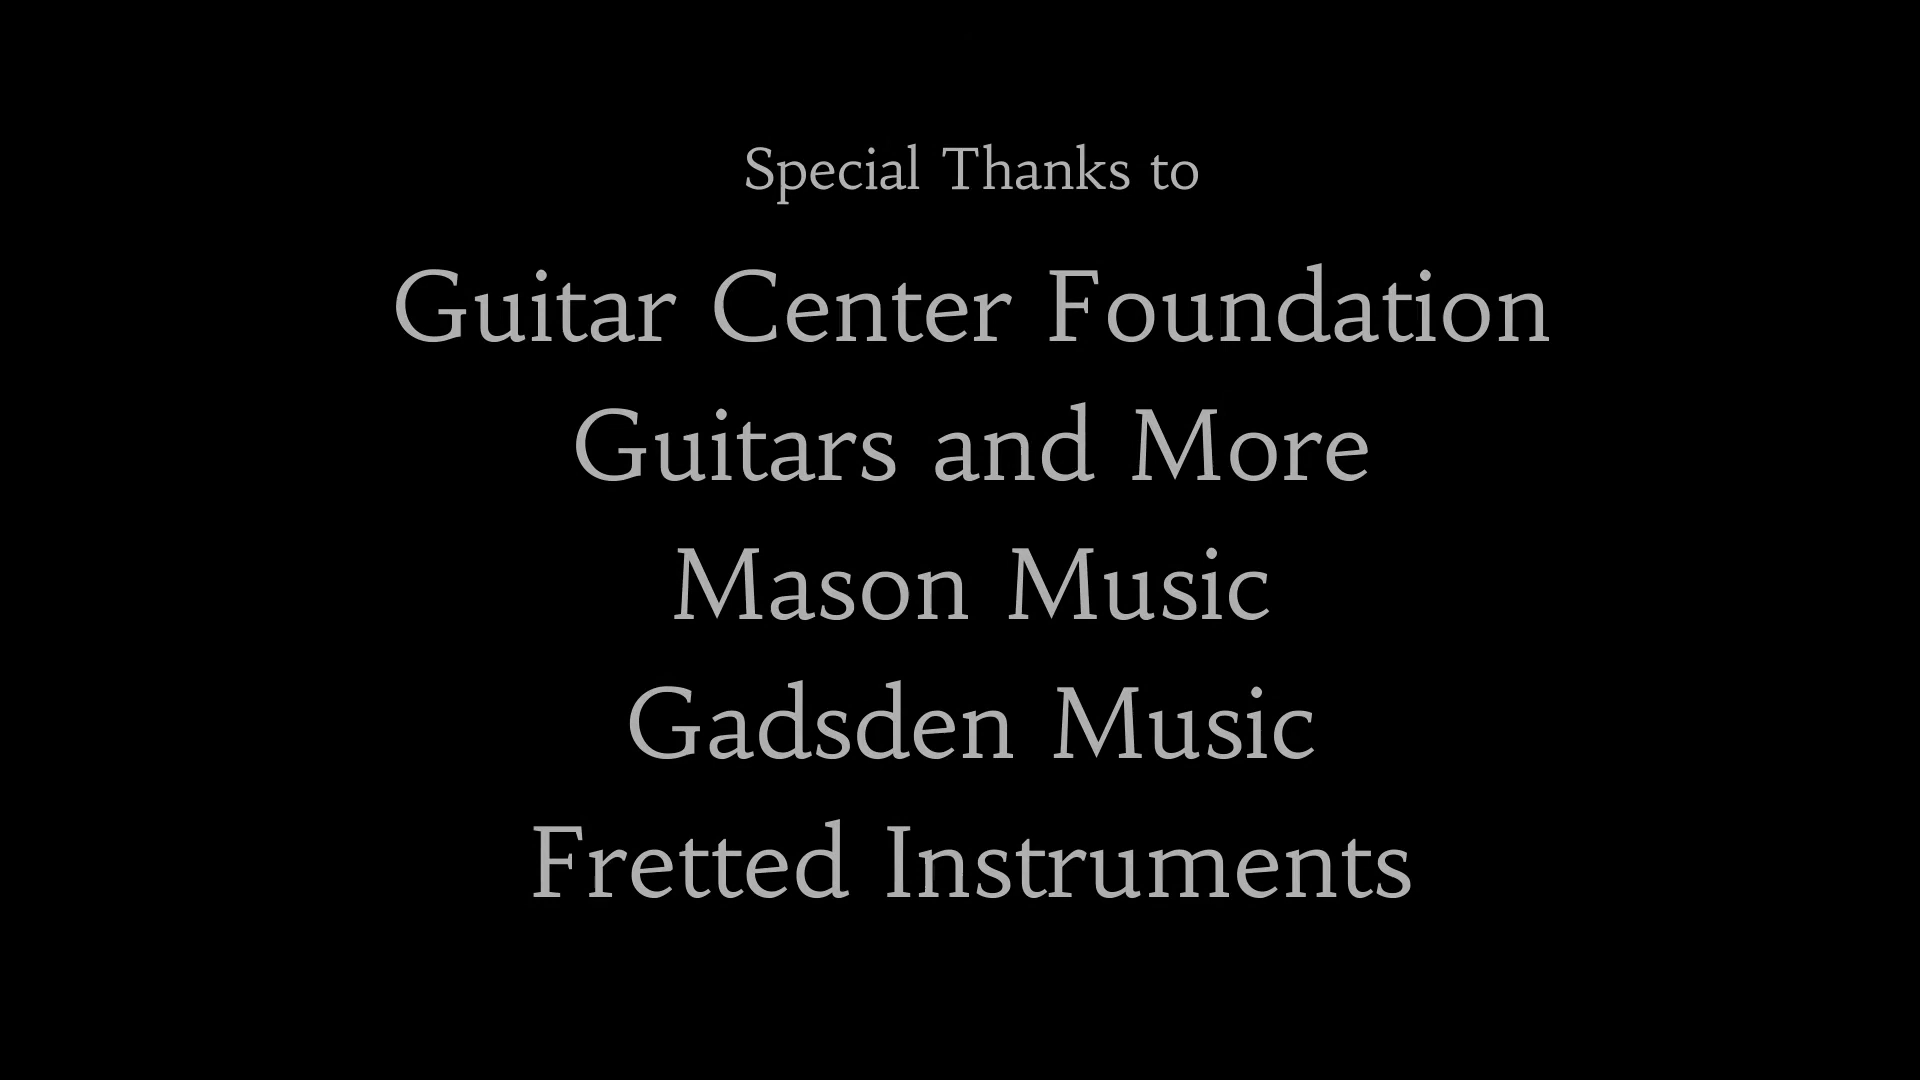 Special Thanks to
Guitar Center Foundation
Guitars and More
Mason Music
Gadsden Music
Fretted Instruments